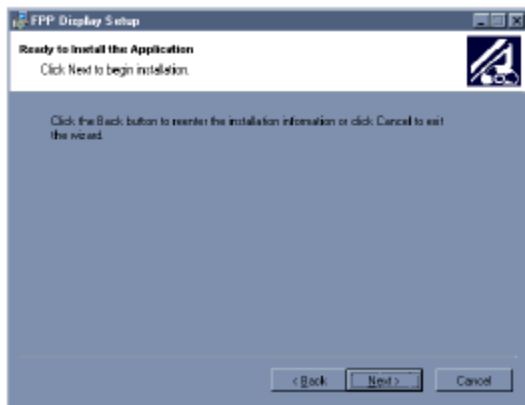 FPP Display Setup
Ready to Install the Application
Click Next to begin installation.
Click the Back button to reenter the installation information or click Cancel to exit
the wizard.
< Back
Next >
Cancel